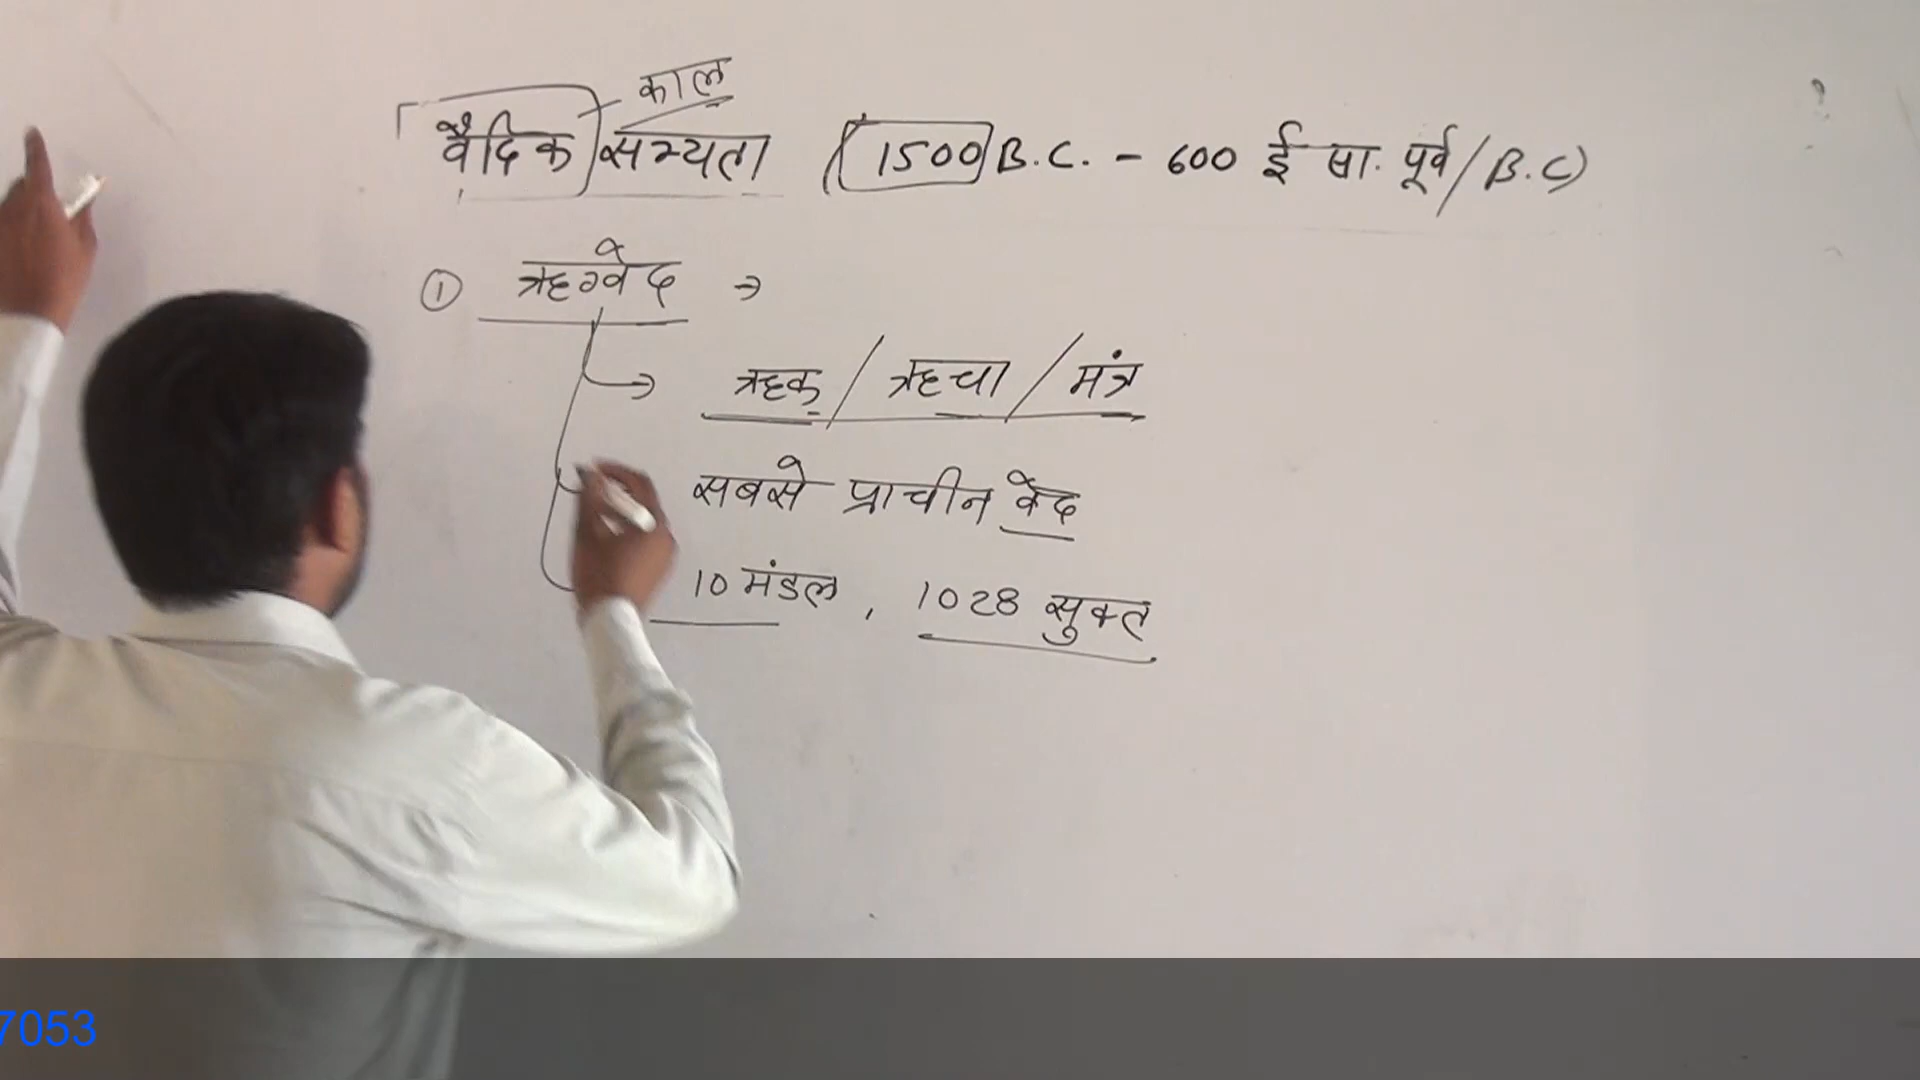 काल
वैदिक सभ्यता (1500 B.C. - 600 ई सा. पूर्व / B.C)
① ऋग्वेद →
→ ऋक / ऋचा / मंत्र
सबसे प्राचीन वेद
10 मंडल , 1028 सुक्त
7053